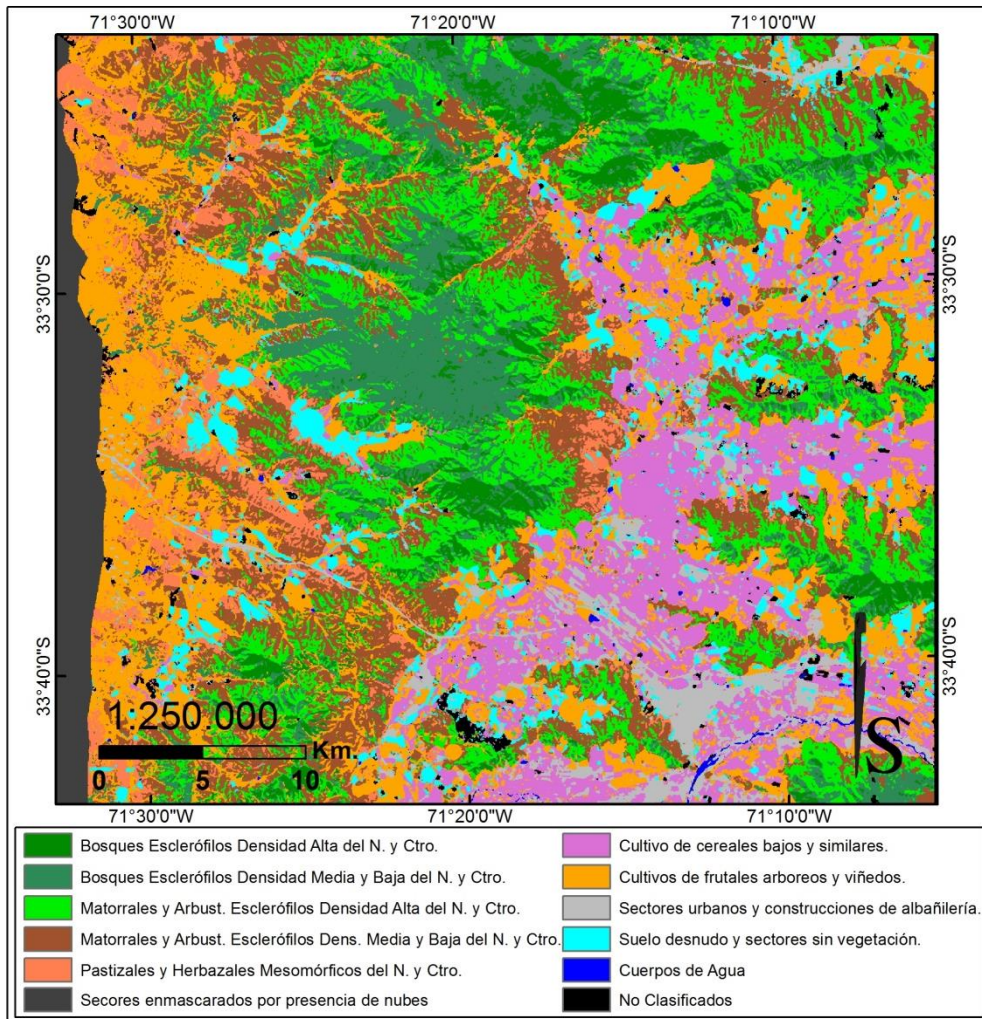 71°30'0"W 71°20'0"W 71°10'0"W
33°30'0"S
33°30'0"S
33°40'0"S
33°40'0"S
1:250.000
Km.
0 5 10
S
71°30'0"W 71°20'0"W 71°10'0"W
Bosques Esclerófilos Densidad Alta del N. y Ctro.
Bosques Esclerófilos Densidad Media y Baja del N. y Ctro.
Matorrales y Arbust. Esclerófilos Densidad Alta del N. y Ctro.
Matorrales y Arbust. Esclerófilos Dens. Media y Baja del N. y Ctro.
Pastizales y Herbazales Mesomórficos del N. y Ctro.
Secores enmascarados por presencia de nubes
Cultivo de cereales bajos y similares.
Cultivos de frutales arboreos y viñedos.
Sectores urbanos y construcciones de albañilería.
Suelo desnudo y sectores sin vegetación.
Cuerpos de Agua
No Clasificados